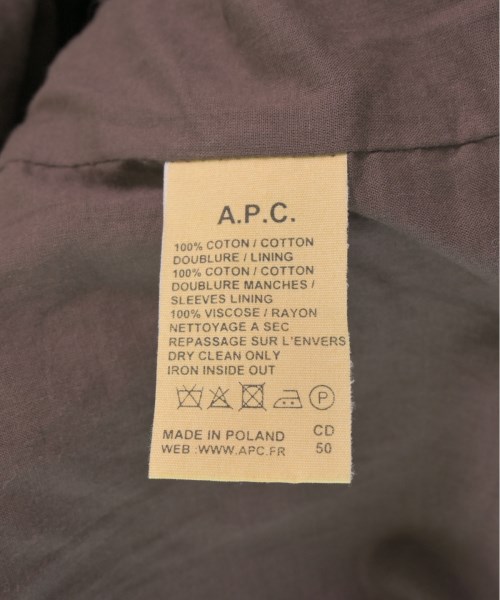 A.P.C.
100% COTON / COTTON
DOUBLURE / LINING
100% COTON / COTTON
DOUBLURE MANCHES /
SLEEVES LINING
100% VISCOSE / RAYON
NETTOYAGE A SEC
REPASSAGE SUR L'ENVERS
DRY CLEAN ONLY
IRON INSIDE OUT
P
MADE IN POLAND CD
WEB :WWW.APC.FR 50